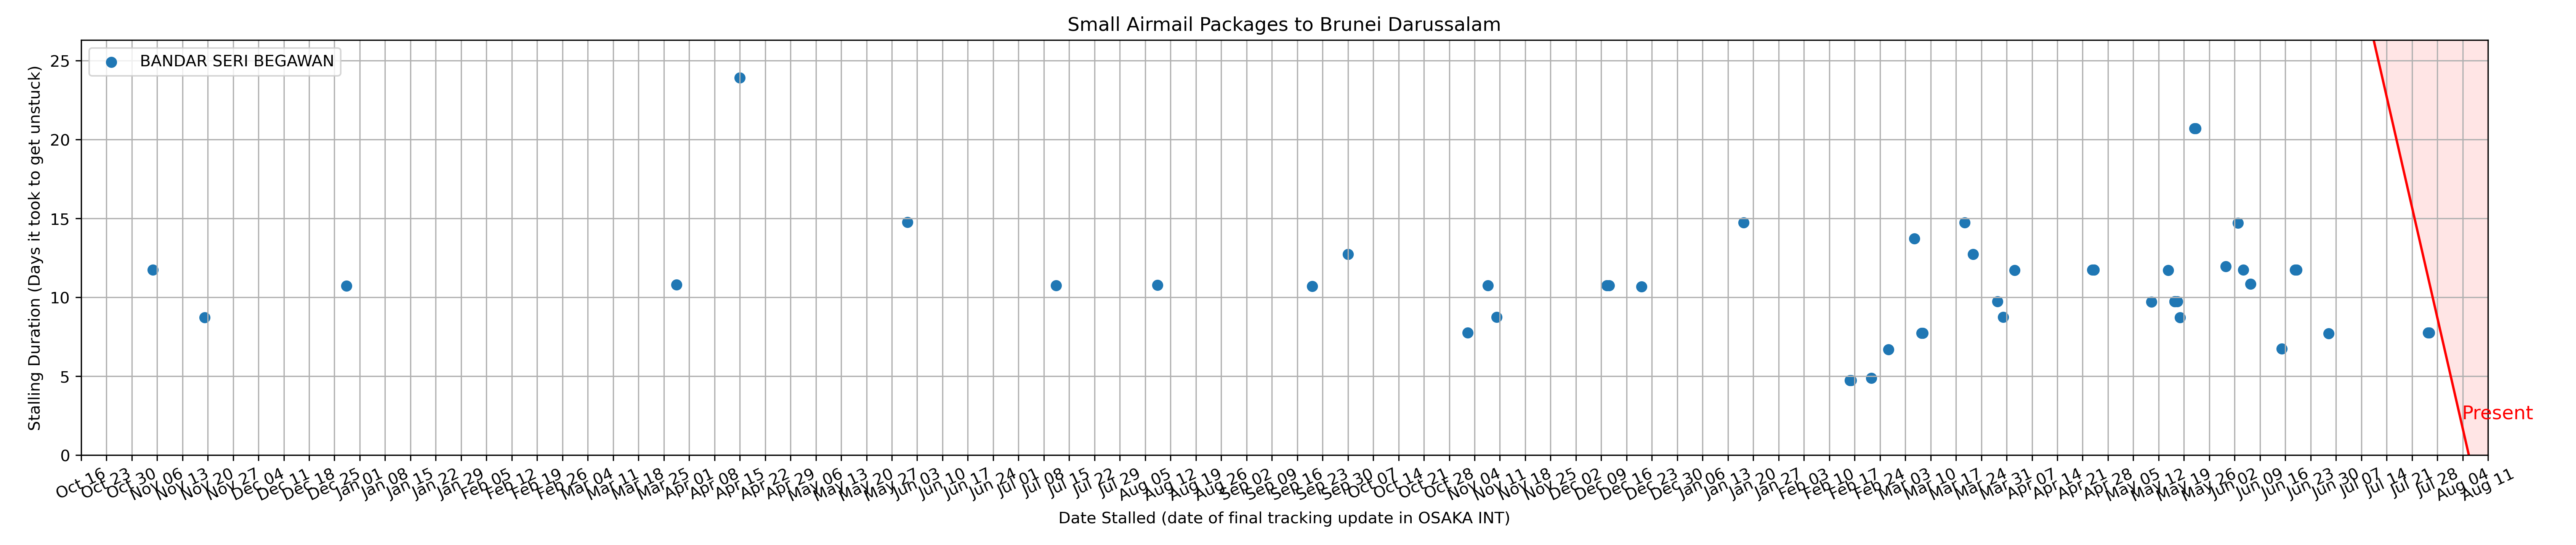 Small Airmail Packages to Brunei Darussalam
BANDAR SERI BEGAWAN
Stalling Duration (Days it took to get unstuck)
25
20
15
10
5
0
Present
Oct 16 Oct 23 Oct 30 Nov 06 Nov 13 Nov 20 Nov 27 Dec 04 Dec 11 Dec 18 Dec 25 Jan 01 Jan 08 Jan 15 Jan 22 Jan 29 Feb 05 Feb 12 Feb 19 Feb 26 Mar 04 Mar 11 Mar 18 Mar 25 Apr 01 Apr 08 Apr 15 Apr 22 Apr 29 May 06 May 13 May 20 May 27 Jun 03 Jun 10 Jun 17 Jun 24 Jul 01 Jul 08 Jul 15 Jul 22 Jul 29 Aug 05 Aug 12 Aug 19 Aug 26 Sep 02 Sep 09 Sep 16 Sep 23 Sep 30 Oct 07 Oct 14 Oct 21 Oct 28 Nov 04 Nov 11 Nov 18 Nov 25 Dec 02 Dec 09 Dec 16 Dec 23 Dec 30 Jan 06 Jan 13 Jan 20 Jan 27 Feb 03 Feb 10 Feb 17 Feb 24 Mar 03 Mar 10 Mar 17 Mar 24 Mar 31 Apr 07 Apr 14 Apr 21 Apr 28 May 05 May 12 May 19 May 26 Jun 02 Jun 09 Jun 16 Jun 23 Jun 30 Jul 07 Jul 14 Jul 21 Jul 28 Aug 04 Aug 11
Date Stalled (date of final tracking update in OSAKA INT)